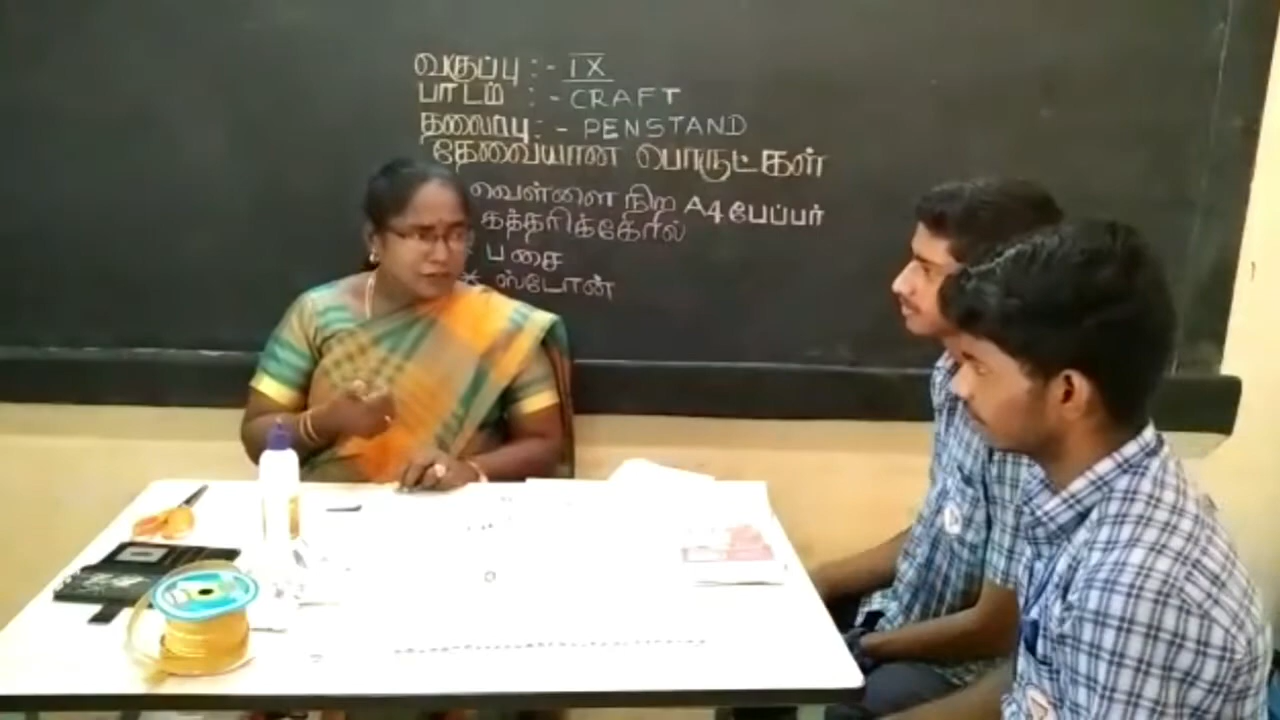 வகுப்பு :- IX
பாடம் :- CRAFT
தலைப்பு :- PENSTAND
தேவையான பொருட்கள்
வெள்ளை நிற A4 பேப்பர்
கத்தரிக்கோல்
பசை
ஸ்டோன்